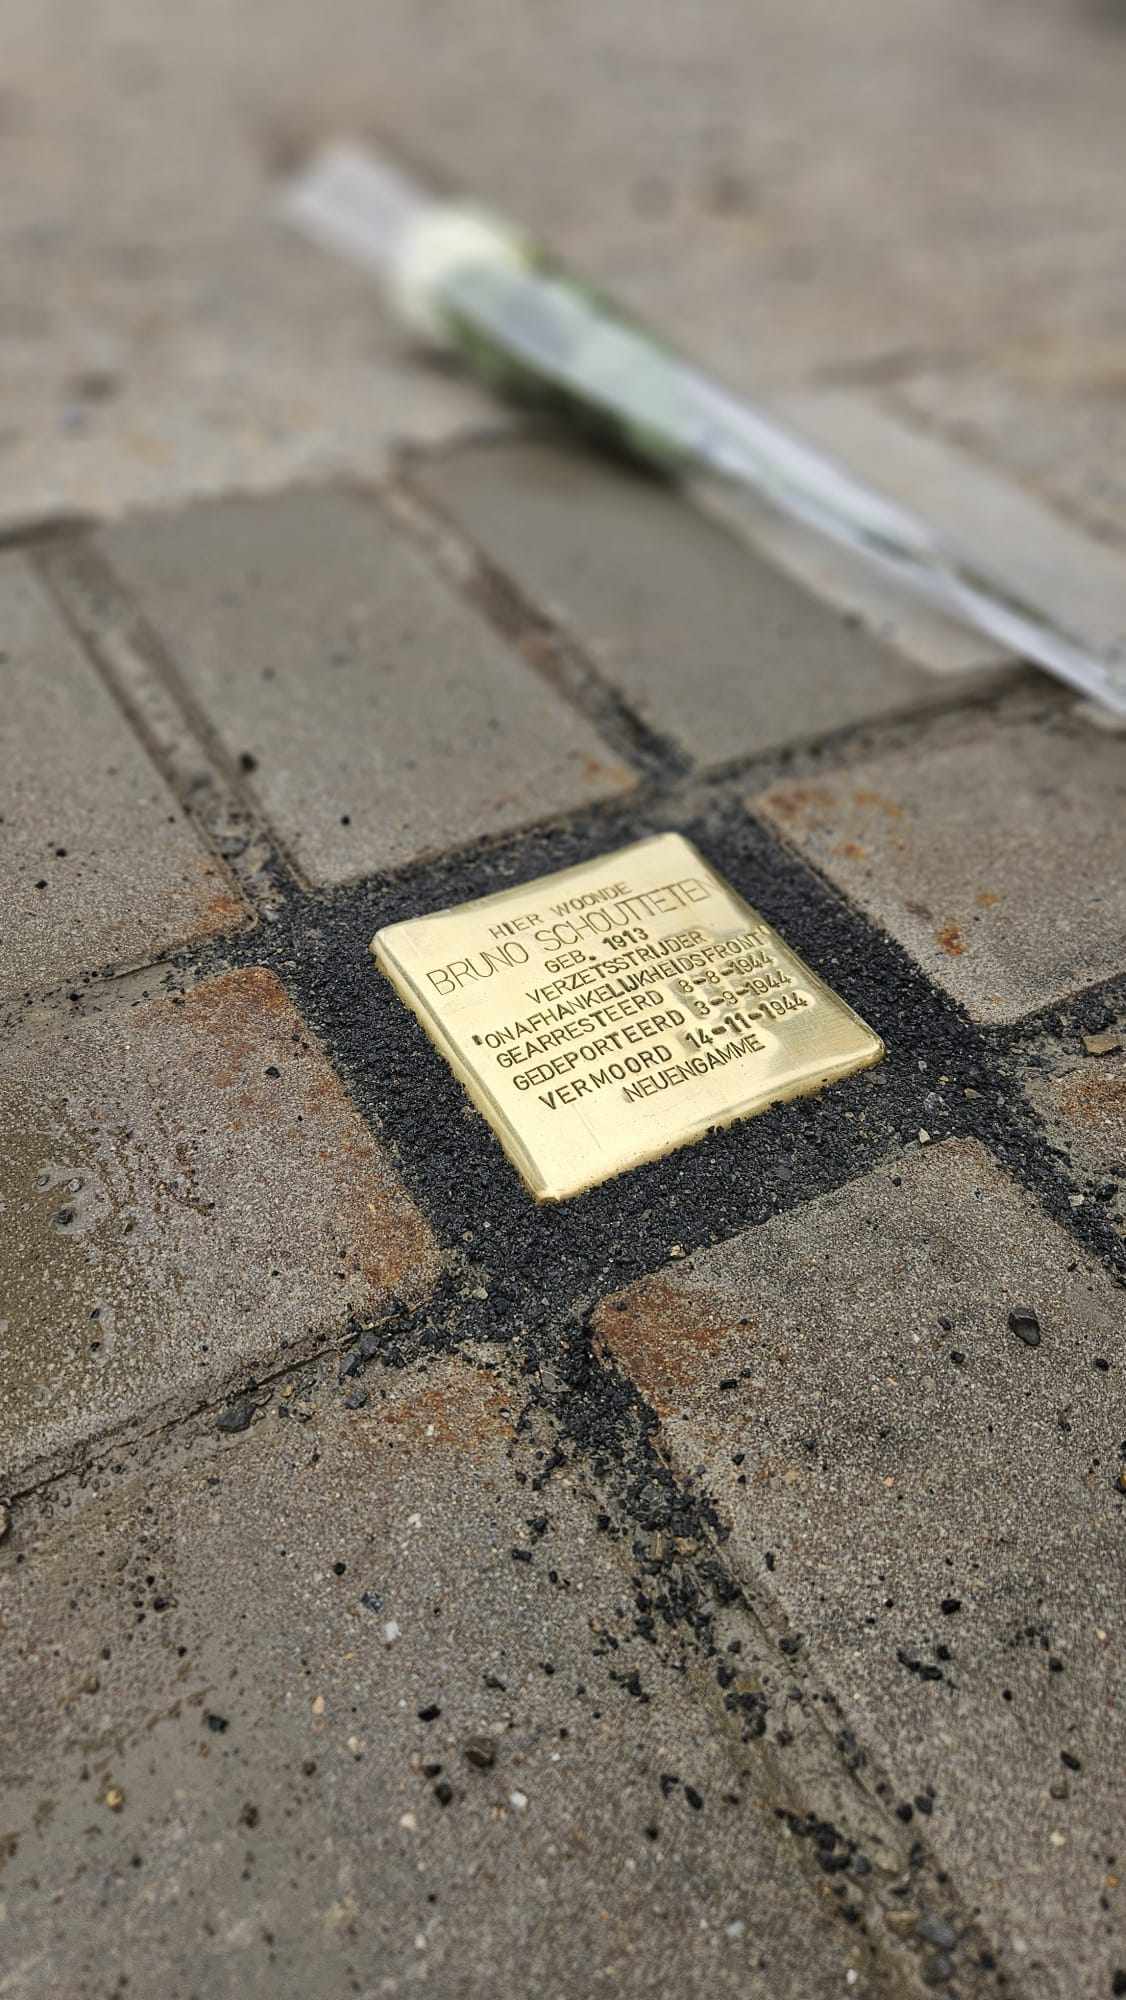 HIER WOONDE
BRUNO SCHOUTTETEN
GEB. 1913
VERZETSSTRIJDER
"ONAFHANKELIJKHEIDSFRONT"
GEARRESTEERD 8-8-1944
GEDEPORTEERD 3-9-1944
VERMOORD 14-11-1944
NEUENGAMME